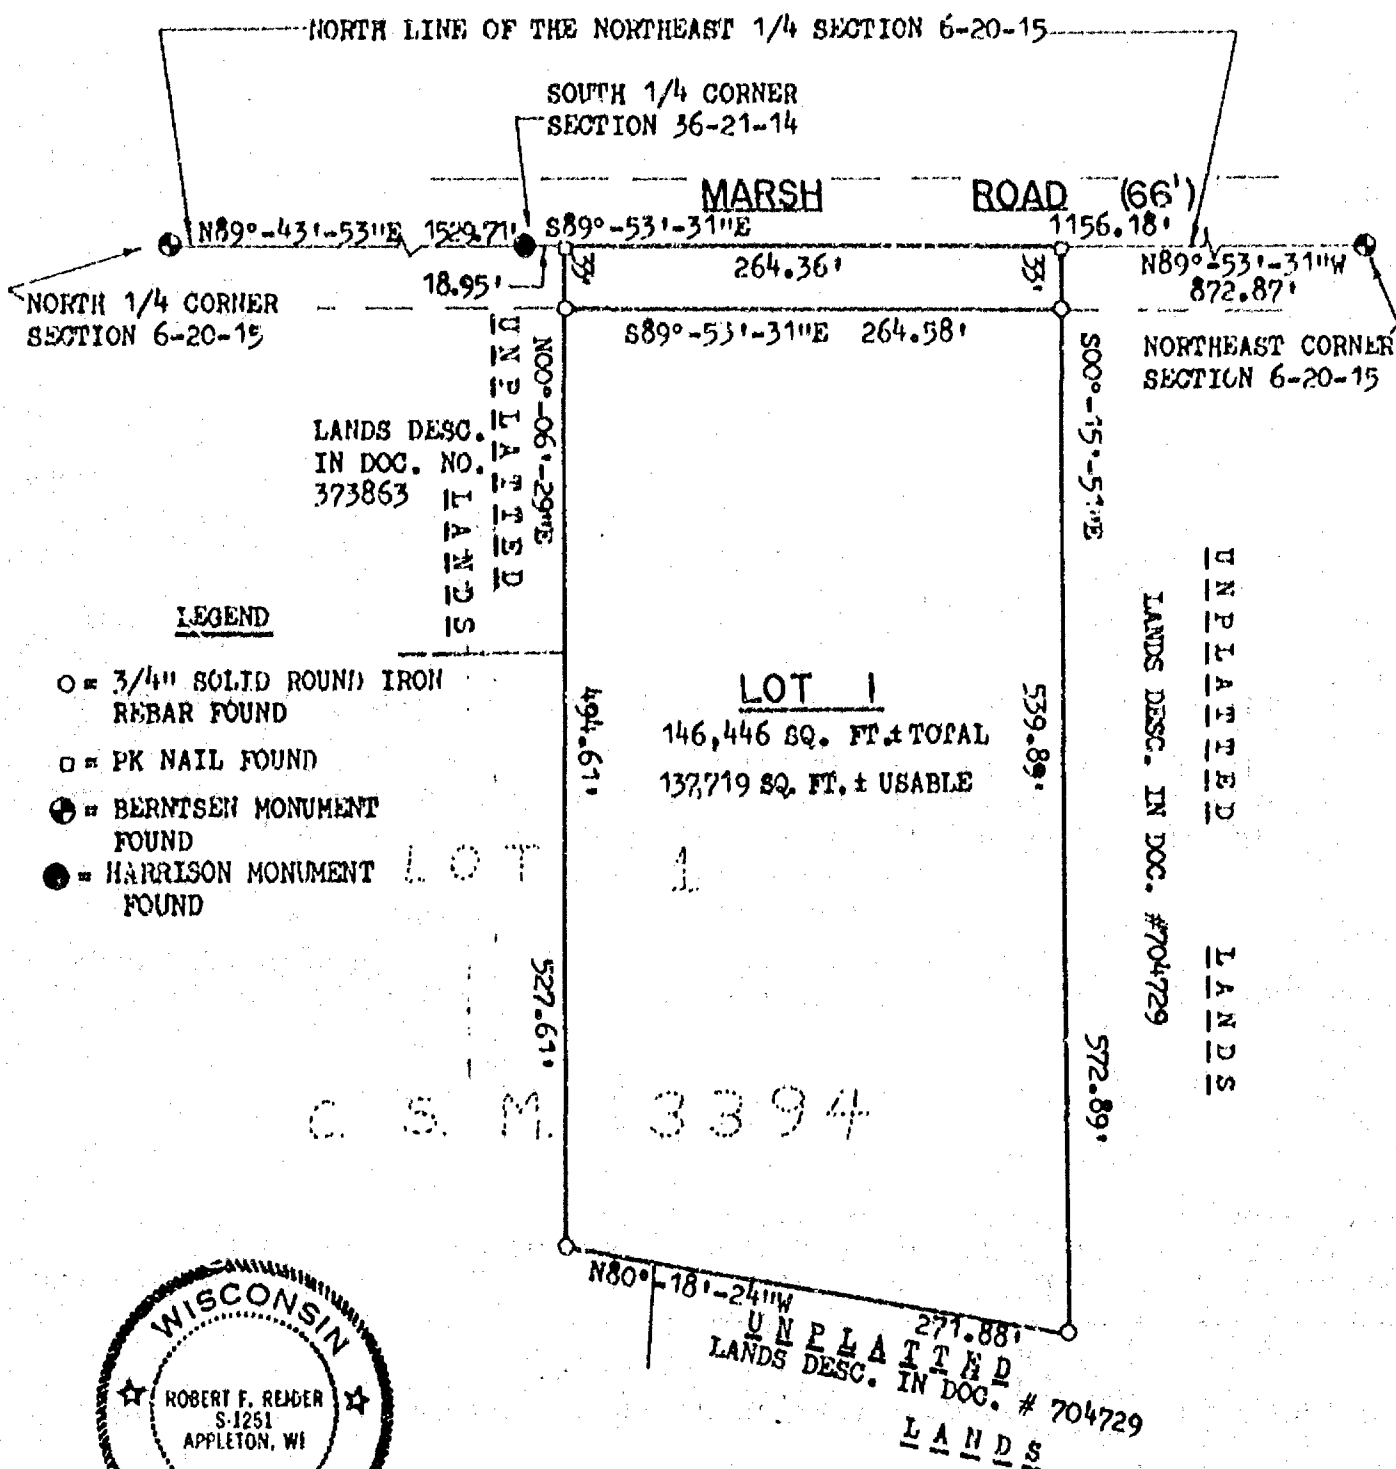 NORTH LINE OF THE NORTHEAST 1/4 SECTION 6-20-15
SOUTH 1/4 CORNER
SECTION 36-21-14
MARSH ROAD (66')
N89°-43'-53"E 1529.71'
S89°-53'-31"E
1156.18'
33'
264.36'
33'
N89°-53'-31"W
872.87'
18.95'
NORTH 1/4 CORNER
SECTION 6-20-15
S89°-53'-31"E 264.58'
NORTHEAST CORNER
SECTION 6-20-15
UNPLATTED
LANDS
N00°-06'-29"E
S00°-15'-51"E
LANDS DESC.
IN DOC. NO.
373863
LEGEND
○ = 3/4" SOLID ROUND IRON
REBAR FOUND
□ = PK NAIL FOUND
= BERNTSEN MONUMENT
FOUND
● = HARRISON MONUMENT
FOUND
LOT 1
146,446 SQ. FT.± TOTAL
137,719 SQ. FT. ± USABLE
494.61'
539.89'
UNPLATTED LANDS
LANDS DESC. IN DOC. #704729
LOT 1
527.61'
572.89'
C. S. M. 3394
N80°-18'-24"W
271.88'
UNPLATTED
LANDS DESC. IN DOC. # 704729
LANDS
WISCONSIN
ROBERT F. REIDER
S-1251
APPLETON, WI